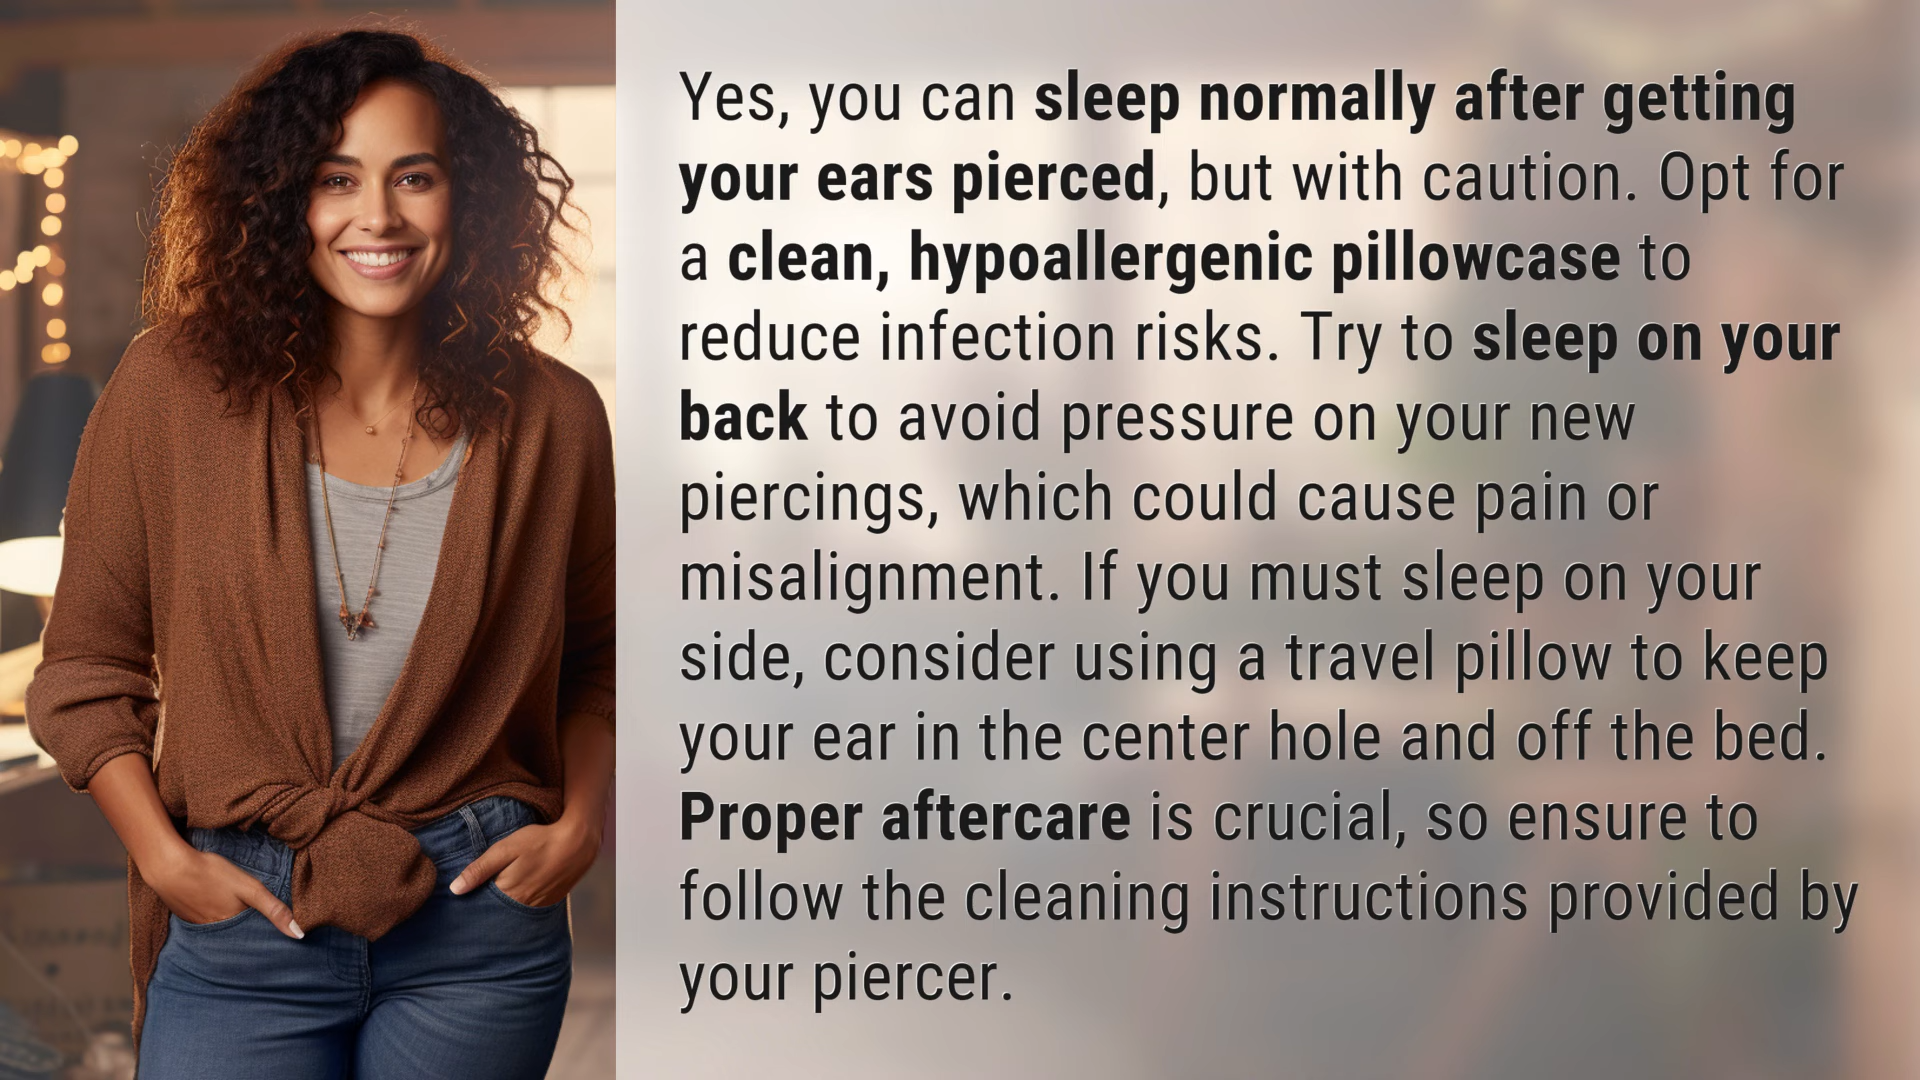 Yes, you can sleep normally after getting
your ears pierced, but with caution. Opt for
a clean, hypoallergenic pillowcase to
reduce infection risks. Try to sleep on your
back to avoid pressure on your new
piercings, which could cause pain or
misalignment. If you must sleep on your
side, consider using a travel pillow to keep
your ear in the center hole and off the bed.
Proper aftercare is crucial, so ensure to
follow the cleaning instructions provided by
your piercer.